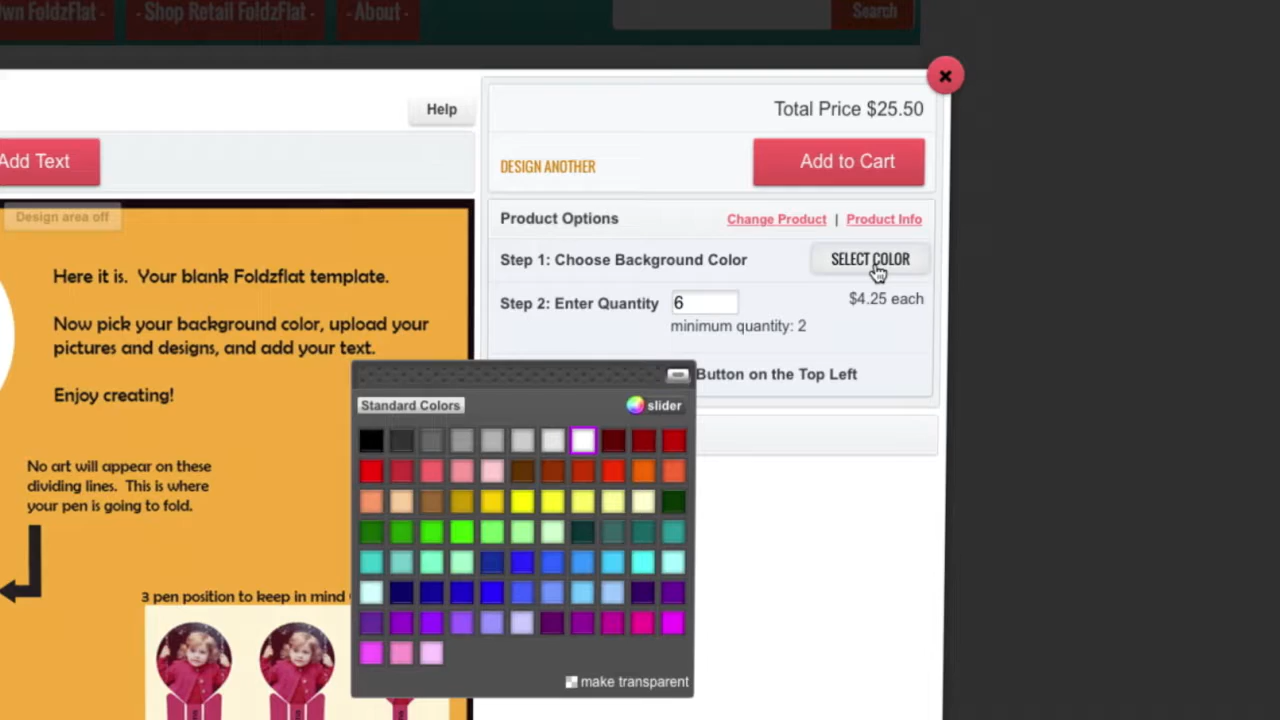 wn FoldzFlat -
- Shop Retail FoldzFlat -
- About -
Search
Help
Total Price $25.50
Add Text
DESIGN ANOTHER
Add to Cart
Design area off
Product Options
Change Product | Product Info
Step 1: Choose Background Color
SELECT COLOR
Step 2: Enter Quantity 6
$4.25 each
minimum quantity: 2
Button on the Top Left
Here it is. Your blank Foldzflat template.
Now pick your background color, upload your
pictures and designs, and add your text.
Enjoy creating!
Standard Colors
slider
No art will appear on these
dividing lines. This is where
your pen is going to fold.
3 pen position to keep in mind
make transparent